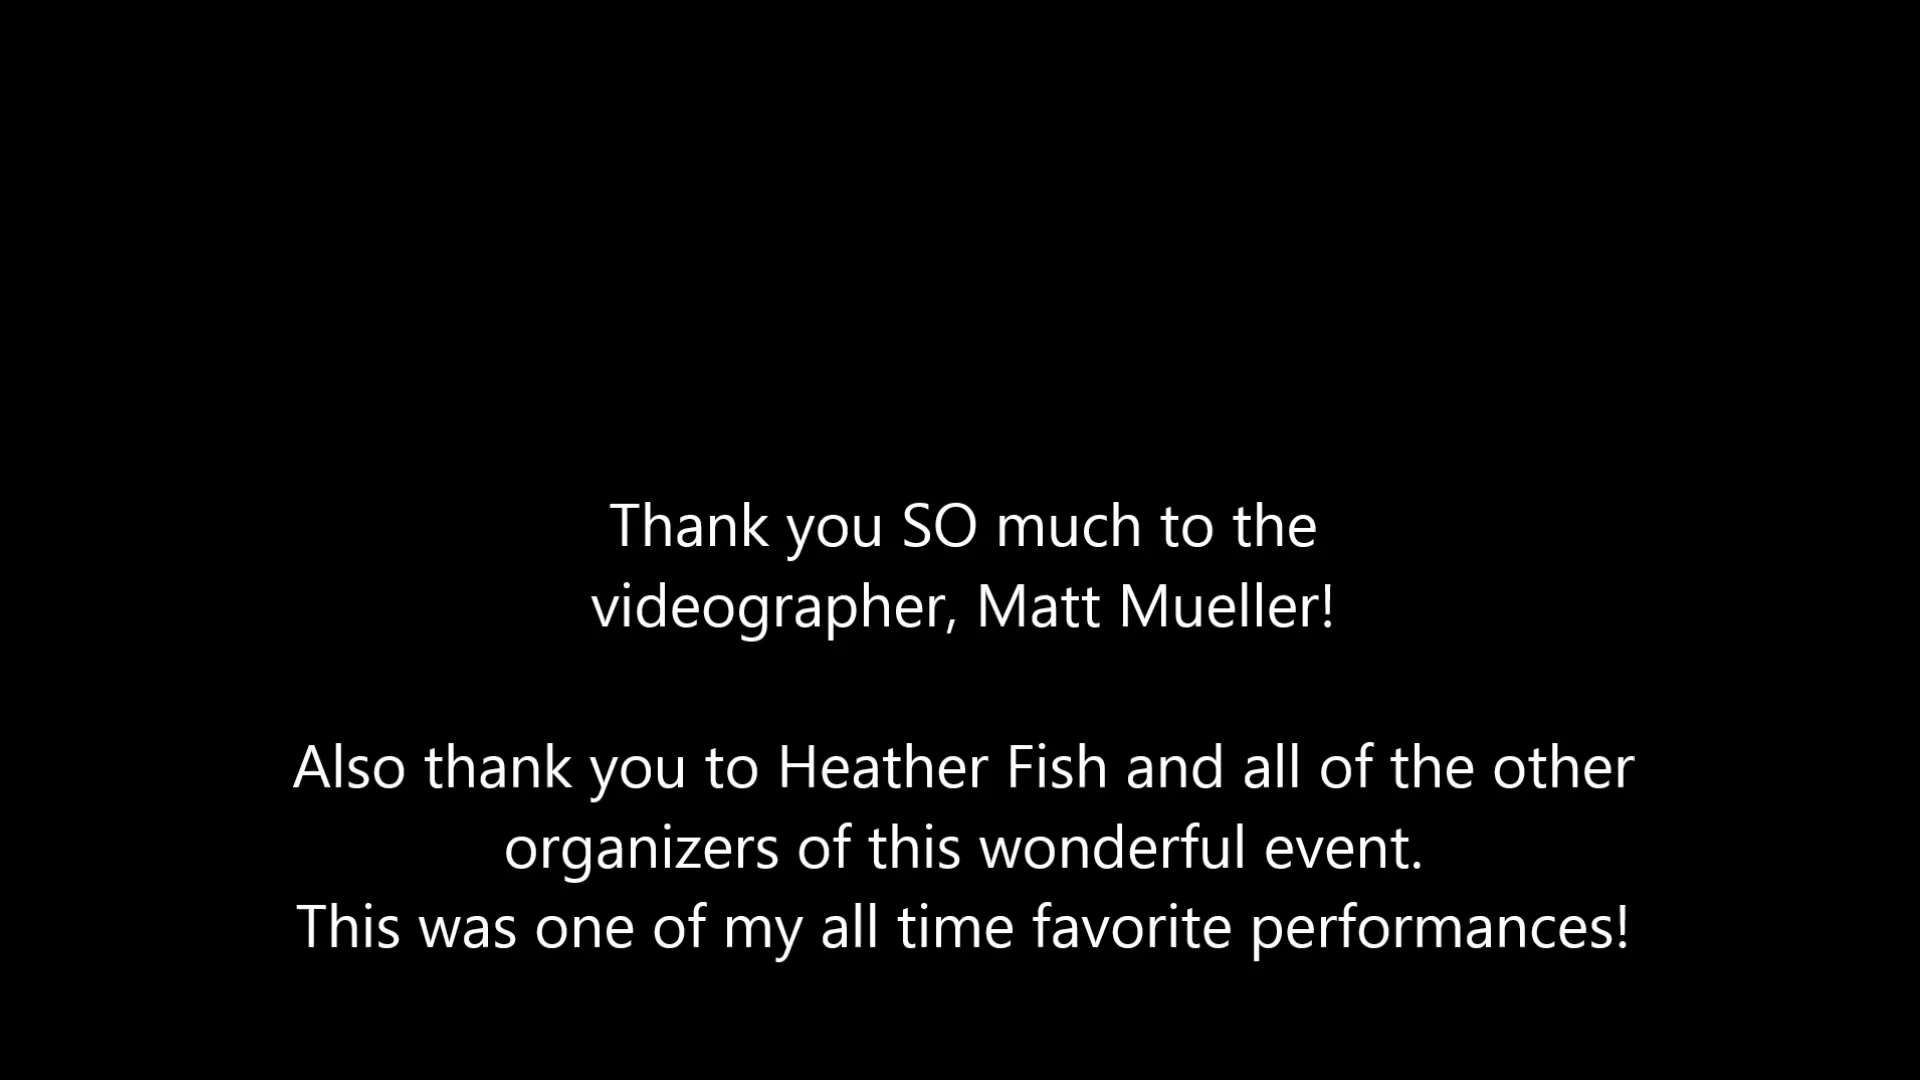 Thank you SO much to the
videographer, Matt Mueller!
Also thank you to Heather Fish and all of the other
organizers of this wonderful event.
This was one of my all time favorite performances!